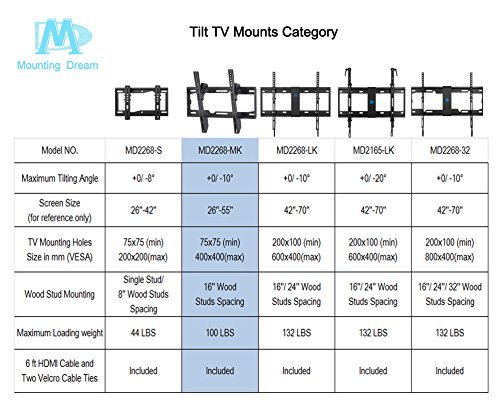 Tilt TV Mounts Category
MD
Mounting Dream
Model NO. MD2268-S MD2268-MK MD2268-LK MD2165-LK MD2268-32
Maximum Tilting Angle +0/ -8° +0/ -10° +0/ -10° +0/ -20° +0/ -10°
Screen Size
(for reference only) 26"-42" 26"-55" 42"-70" 42"-70" 42"-70"
TV Mounting Holes 75x75 (min) 75x75 (min) 200x100 (min) 200x100 (min) 200x100 (min)
Size in mm (VESA) 200x200(max) 400x400(max) 600x400(max) 600x400(max) 800x400(max)
Wood Stud Mounting Single Stud/
8" Wood Studs
Spacing
16" Wood
Studs Spacing
16"/ 24" Wood
Studs Spacing
16"/ 24" Wood
Studs Spacing
16"/ 24"/ 32" Wood
Studs Spacing
Maximum Loading weight 44 LBS 100 LBS 132 LBS 132 LBS 132 LBS
6 ft HDMI Cable and
Two Velcro Cable Ties Included Included Included Included Included